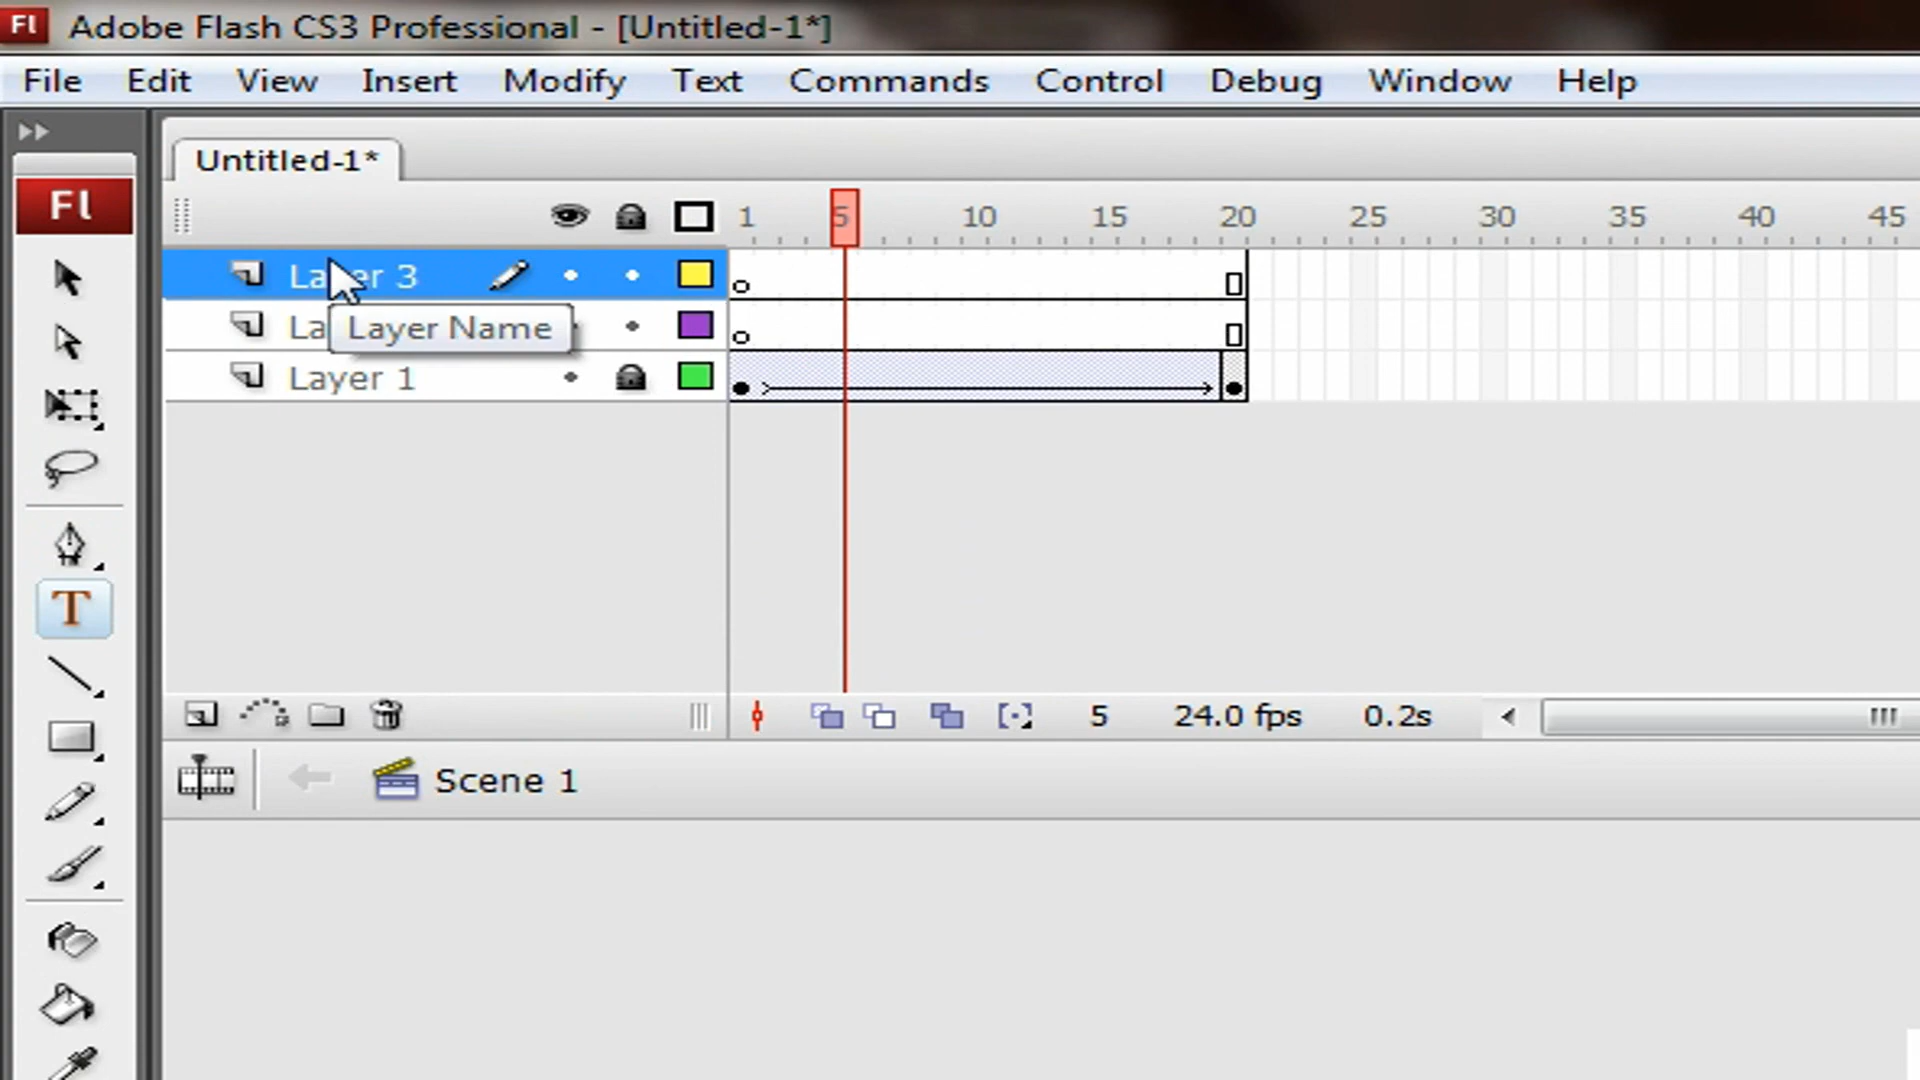 Fl Adobe Flash CS3 Professional - [Untitled-1*]
File Edit View Insert Modify Text Commands Control Debug Window Help
Untitled-1*
Fl
1 5 10 15 20 25 30 35 40 45
Layer 3
La Layer Name
Layer 1
T
5 24.0 fps 0.2s
Scene 1